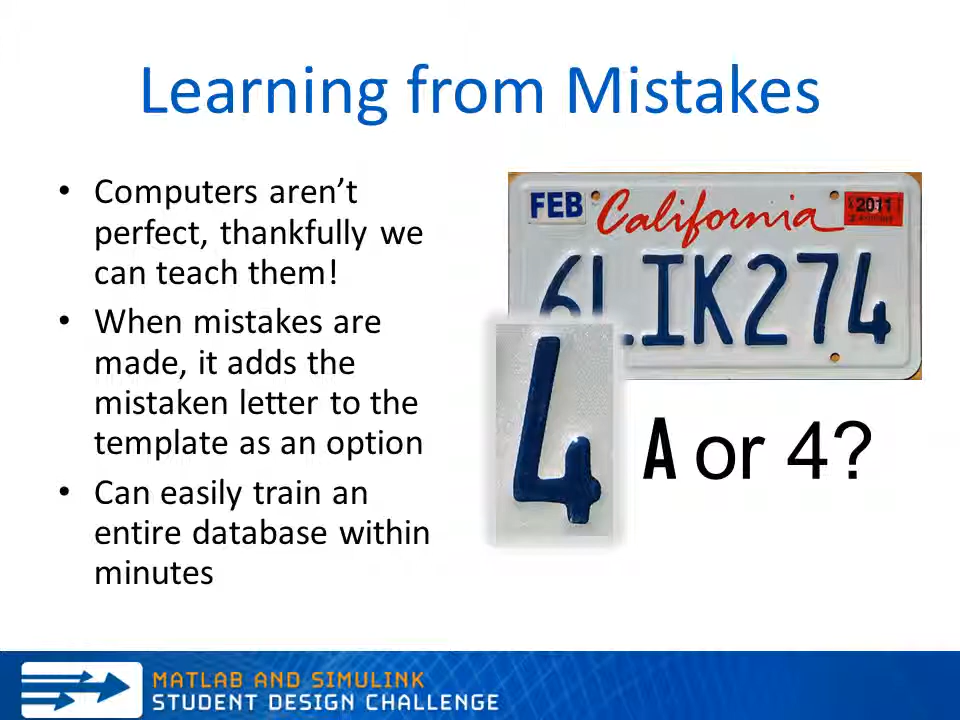 Learning from Mistakes
• Computers aren’t
perfect, thankfully we
can teach them!
• When mistakes are
made, it adds the
mistaken letter to the
template as an option
• Can easily train an
entire database within
minutes
FEB California 2011
6LIK274
4
A or 4?
MATLAB AND SIMULINK
STUDENT DESIGN CHALLENGE